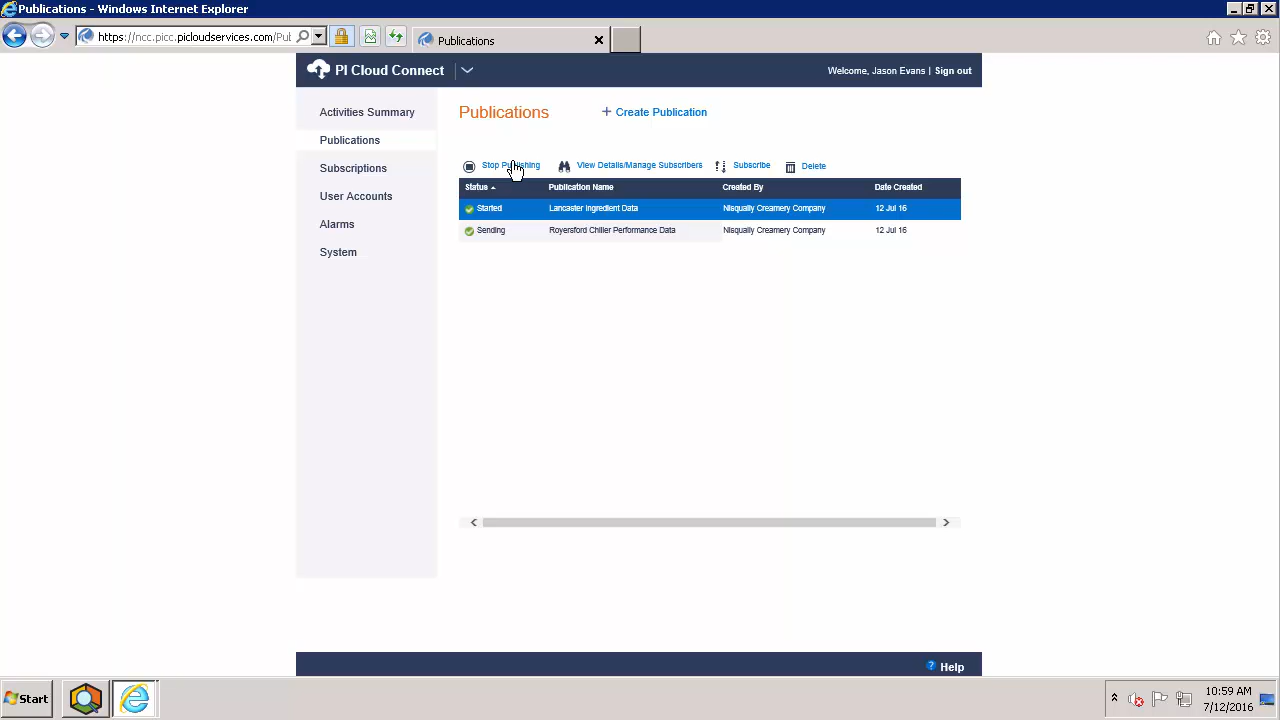 Publications - Windows Internet Explorer
https://ncc.picc.picloudservices.com/Pub
Publications
PI Cloud Connect
Welcome, Jason Evans | Sign out
Activities Summary
Publications
Subscriptions
User Accounts
Alarms
System
Publications
+ Create Publication
Stop Publishing View Details/Manage Subscribers Subscribe Delete
Status Publication Name Created By Date Created
Started Lancaster Ingredient Data Nisqually Creamery Company 12 Jul 16
Sending Royersford Chiller Performance Data Nisqually Creamery Company 12 Jul 16
Help
Start
10:59 AM
7/12/2016